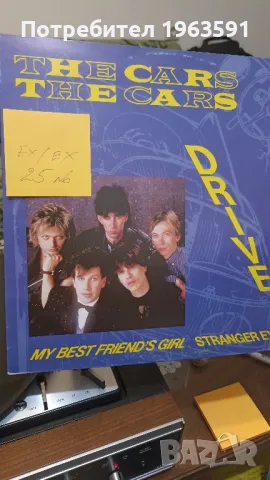 Потребител 1963591
THE CARS
THE CARS
EX/EX
25 лв
DRIVE
MY BEST FRIEND'S GIRL STRANGER E
BAZAR